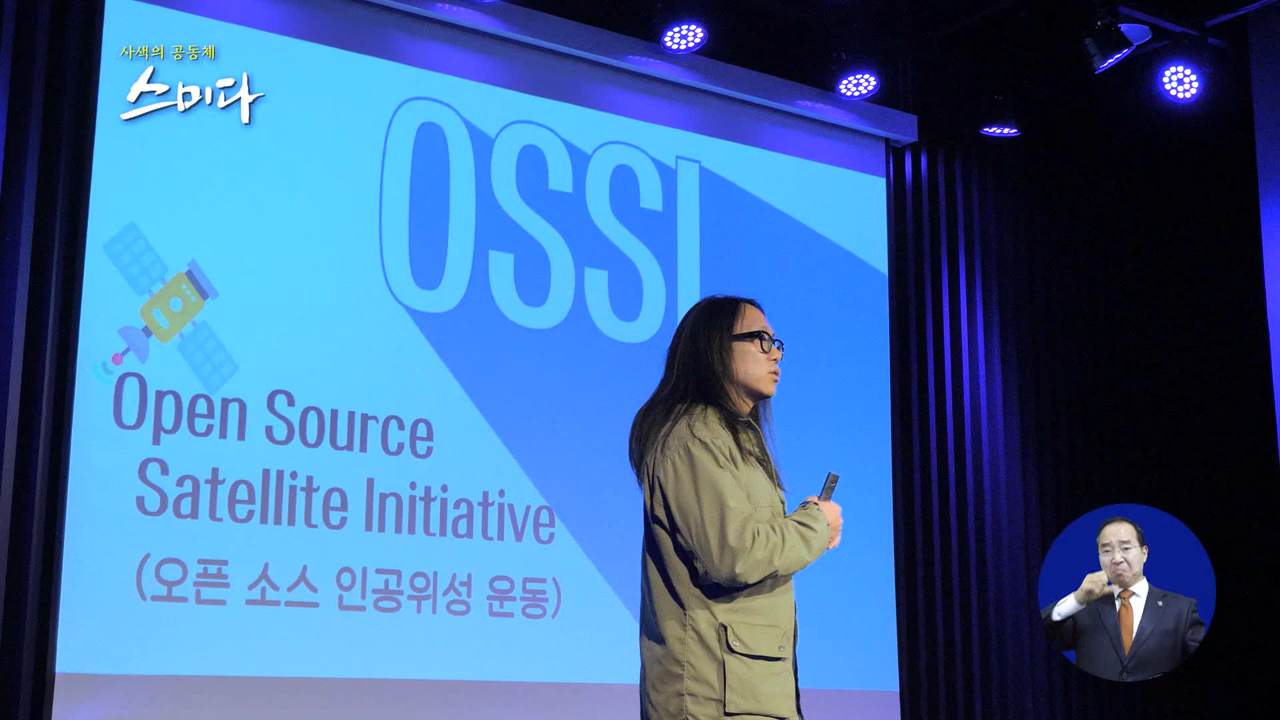 사색의 공동체
스미다
OSSI
Open Source
Satellite Initiative
(오픈 소스 인공위성 운동)